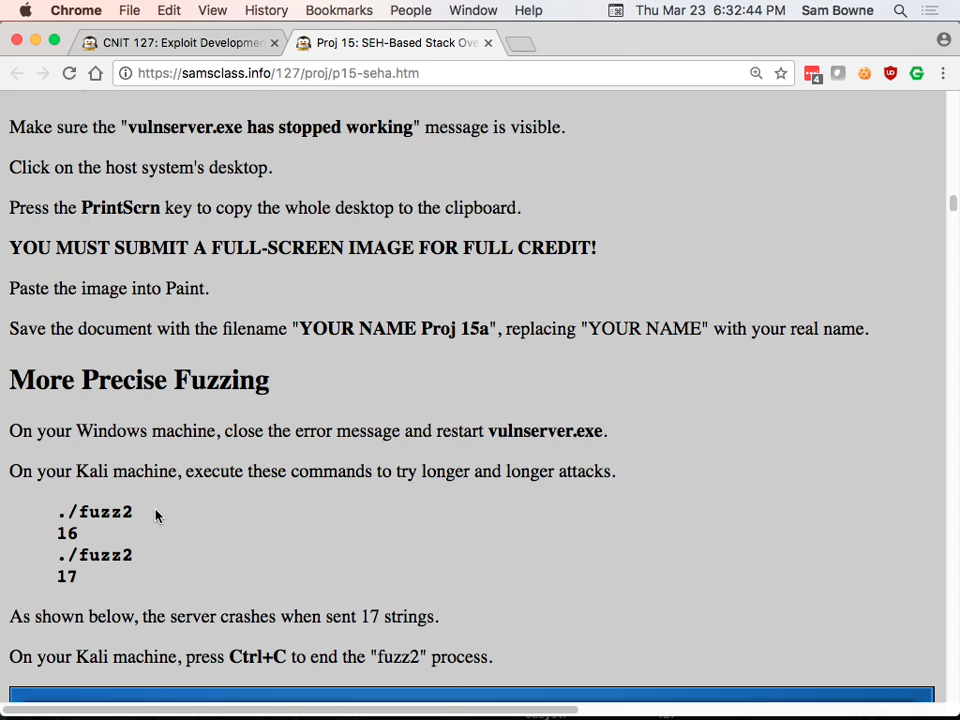 Chrome File Edit View History Bookmarks People Window Help Thu Mar 23 6:32:44 PM Sam Bowne
CNIT 127: Exploit Developmen
Proj 15: SEH-Based Stack Ove
https://samsclass.info/127/proj/p15-seha.htm
4
Make sure the "vulnserver.exe has stopped working" message is visible.
Click on the host system's desktop.
Press the PrintScrn key to copy the whole desktop to the clipboard.
YOU MUST SUBMIT A FULL-SCREEN IMAGE FOR FULL CREDIT!
Paste the image into Paint.
Save the document with the filename "YOUR NAME Proj 15a", replacing "YOUR NAME" with your real name.
More Precise Fuzzing
On your Windows machine, close the error message and restart vulnserver.exe.
On your Kali machine, execute these commands to try longer and longer attacks.
./fuzz2
16
./fuzz2
17
As shown below, the server crashes when sent 17 strings.
On your Kali machine, press Ctrl+C to end the "fuzz2" process.